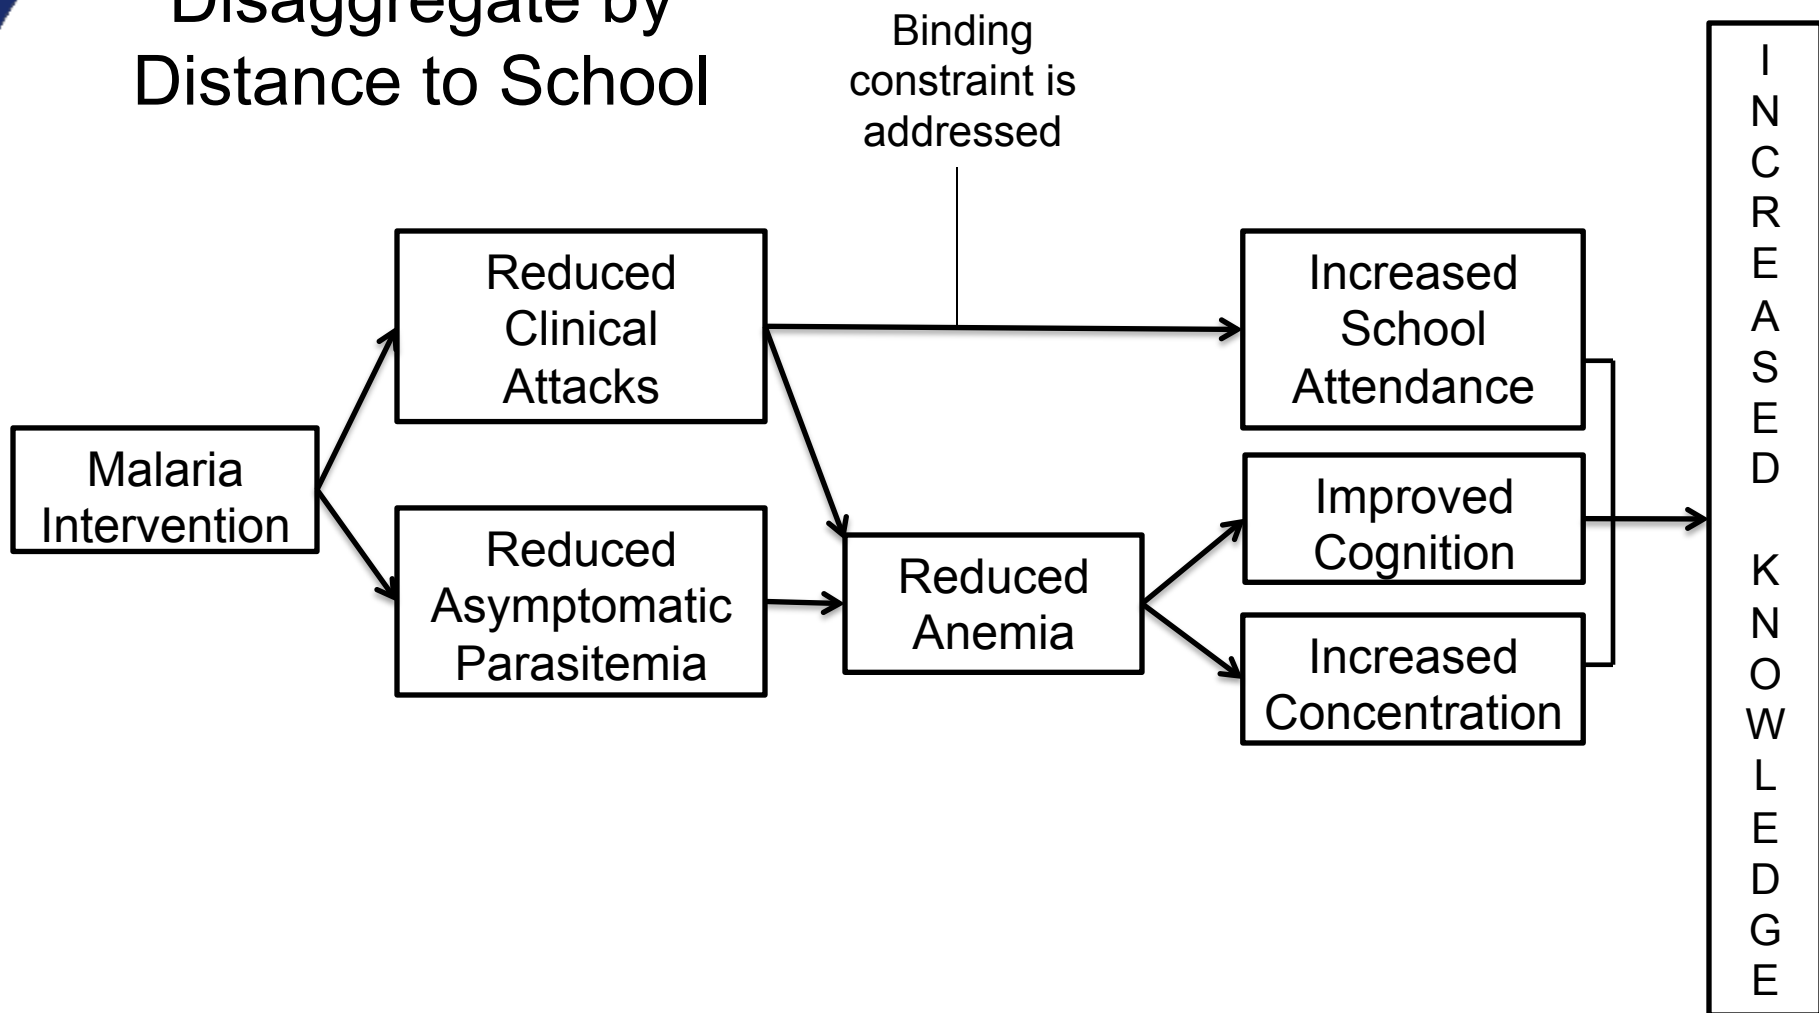 Disaggregate by
Distance to School
Binding
constraint is
addressed
Reduced
Clinical
Attacks
Increased
School
Attendance
Malaria
Intervention
Reduced
Asymptomatic
Parasitemia
Reduced
Anemia
Improved
Cognition
Increased
Concentration
I
N
C
R
E
A
S
E
D
K
N
O
W
L
E
D
G
E